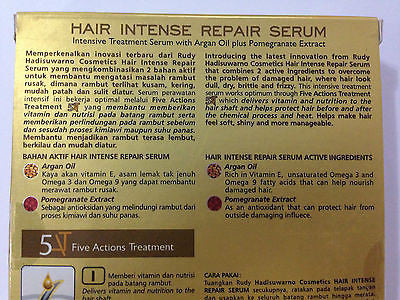 HAIR INTENSE REPAIR SERUM
Intensive Treatment Serum with Argan Oil plus Pomegranate Extract
Memperkenalkan inovasi terbaru dari Rudy
Hadisuwarno Cosmetics Hair Intense Repair
Serum yang mengkombinasikan 2 bahan aktif
untuk membantu mengatasi masalah rambut
rusak, dimana rambut terlihat kusam, kering,
mudah patah dan sulit diatur. Serum perawatan
intensif ini bekerja optimal melalui Five Actions
Treatment yang membantu memberikan
vitamin dan nutrisi pada batang rambut serta
memberikan perlindungan pada rambut sebelum
dan sesudah proses kimiawi maupun suhu panas.
Membantu menjadikan rambut terasa lembut,
berkilau dan mudah diatur.
Introducing the latest innovation from Rudy
Hadisuwarno Cosmetics Hair Intense Repair Serum
that combines 2 active ingredients to overcome
the problem of damaged hair, where hair look
dull, dry, brittle and frizzy. This intensive treatment
serum works optimum through Five Actions Treatment
which delivers vitamin and nutrition to the
hair shaft and helps protect hair before and after
the chemical process and heat. Helps make hair
feel soft, shiny and more manageable.
BAHAN AKTIF HAIR INTENSE REPAIR SERUM
Argan Oil
Kaya akan vitamin E, asam lemak tak jenuh
Omega 3 dan Omega 9 yang dapat membantu
merawat rambut rusak.
Pomegranate Extract
Sebagai antioksidan yang melindungi rambut dari
proses kimiawi dan suhu panas.
HAIR INTENSE REPAIR SERUM ACTIVE INGREDIENTS
Argan Oil
Rich in Vitamin E, unsaturated Omega 3 and
Omega 9 fatty acids that can help nourish
damaged hair.
Pomegranate Extract
As an antioxidant that can protect hair from
outside damaging influece.
5 AT Five Actions Treatment
1
Memberi vitamin dan nutrisi
pada batang rambut.
Delivers vitamin and nutrition to the
hair shaft
CARA PAKAI:
Tuangkan Rudy Hadisuwarno Cosmetics HAIR INTENSE
REPAIR SERUM secukupnya, ratakan pada telapak tangan